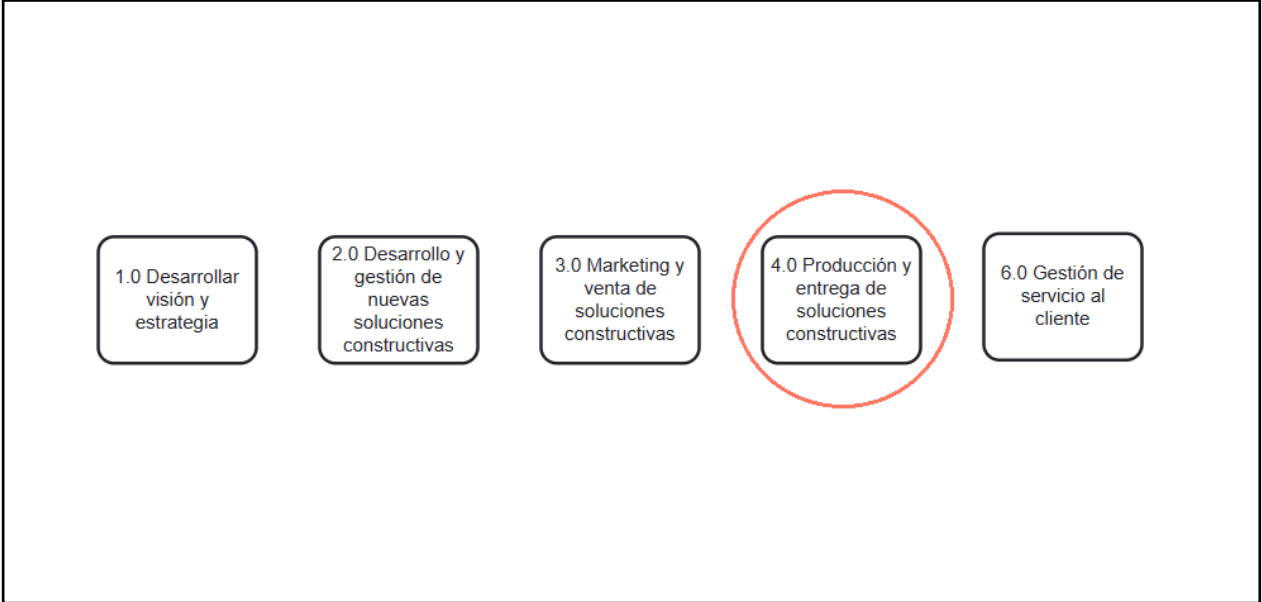 1.0 Desarrollar
visión y
estrategia
2.0 Desarrollo y
gestión de
nuevas
soluciones
constructivas
3.0 Marketing y
venta de
soluciones
constructivas
4.0 Producción y
entrega de
soluciones
constructivas
6.0 Gestión de
servicio al
cliente